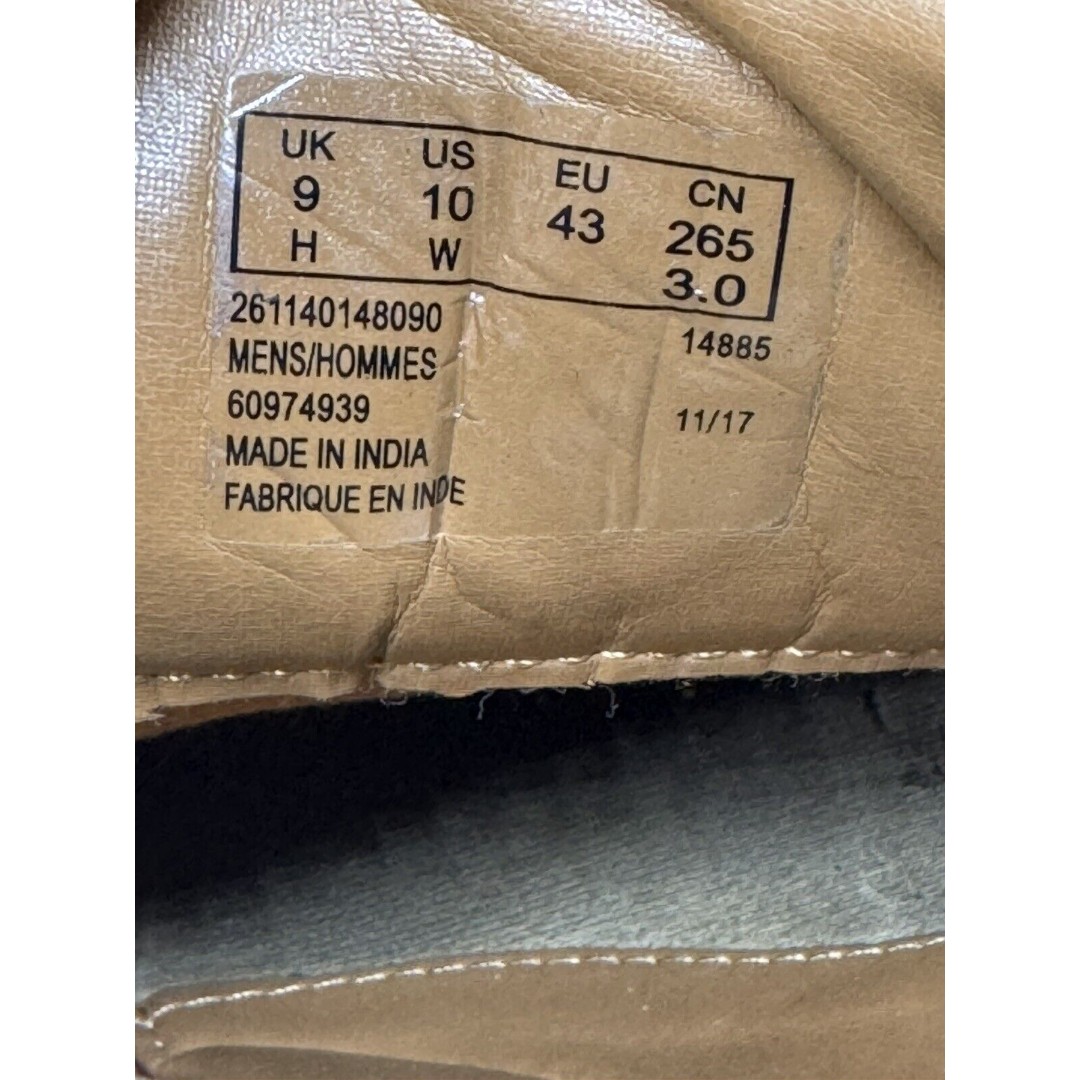 UK US EU CN
9 10 43 265
H W 3.0
261140148090 14885
MENS/HOMMES
60974939 11/17
MADE IN INDIA
FABRIQUE EN INDE